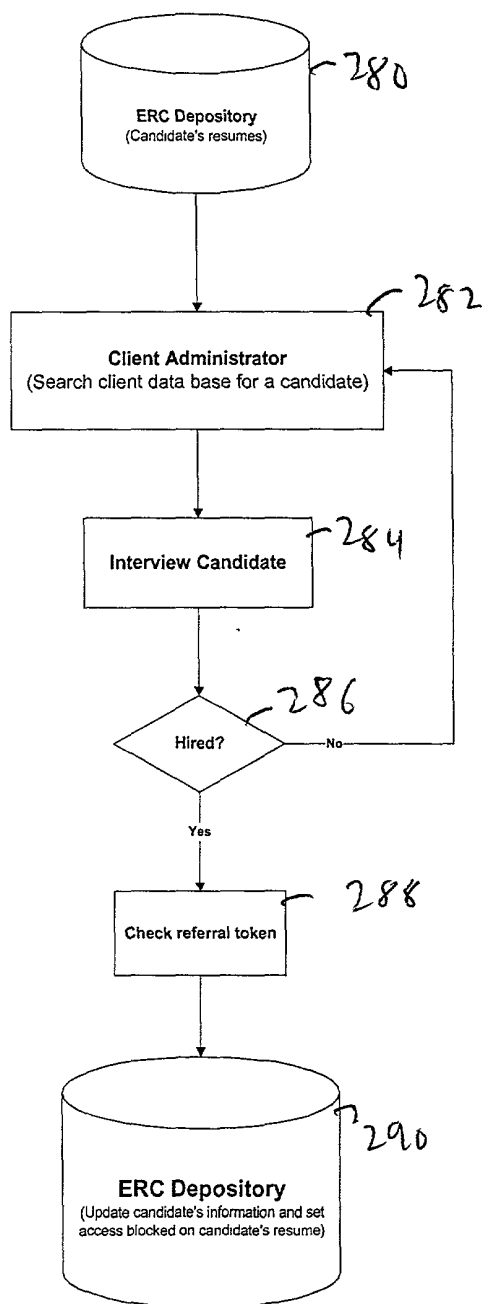 280
ERC Depository
(Candidate's resumes)
282
Client Administrator
(Search client data base for a candidate)
284
Interview Candidate
286
Hired?
No
Yes
288
Check referral token
290
ERC Depository
(Update candidate's information and set
access blocked on candidate's resume)